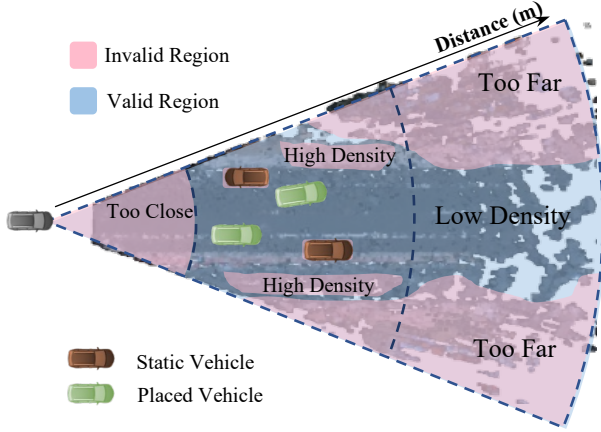 Distance (m)
Invalid Region
Valid Region
Too Far
High Density
Too Close
Low Density
High Density
Too Far
Static Vehicle
Placed Vehicle